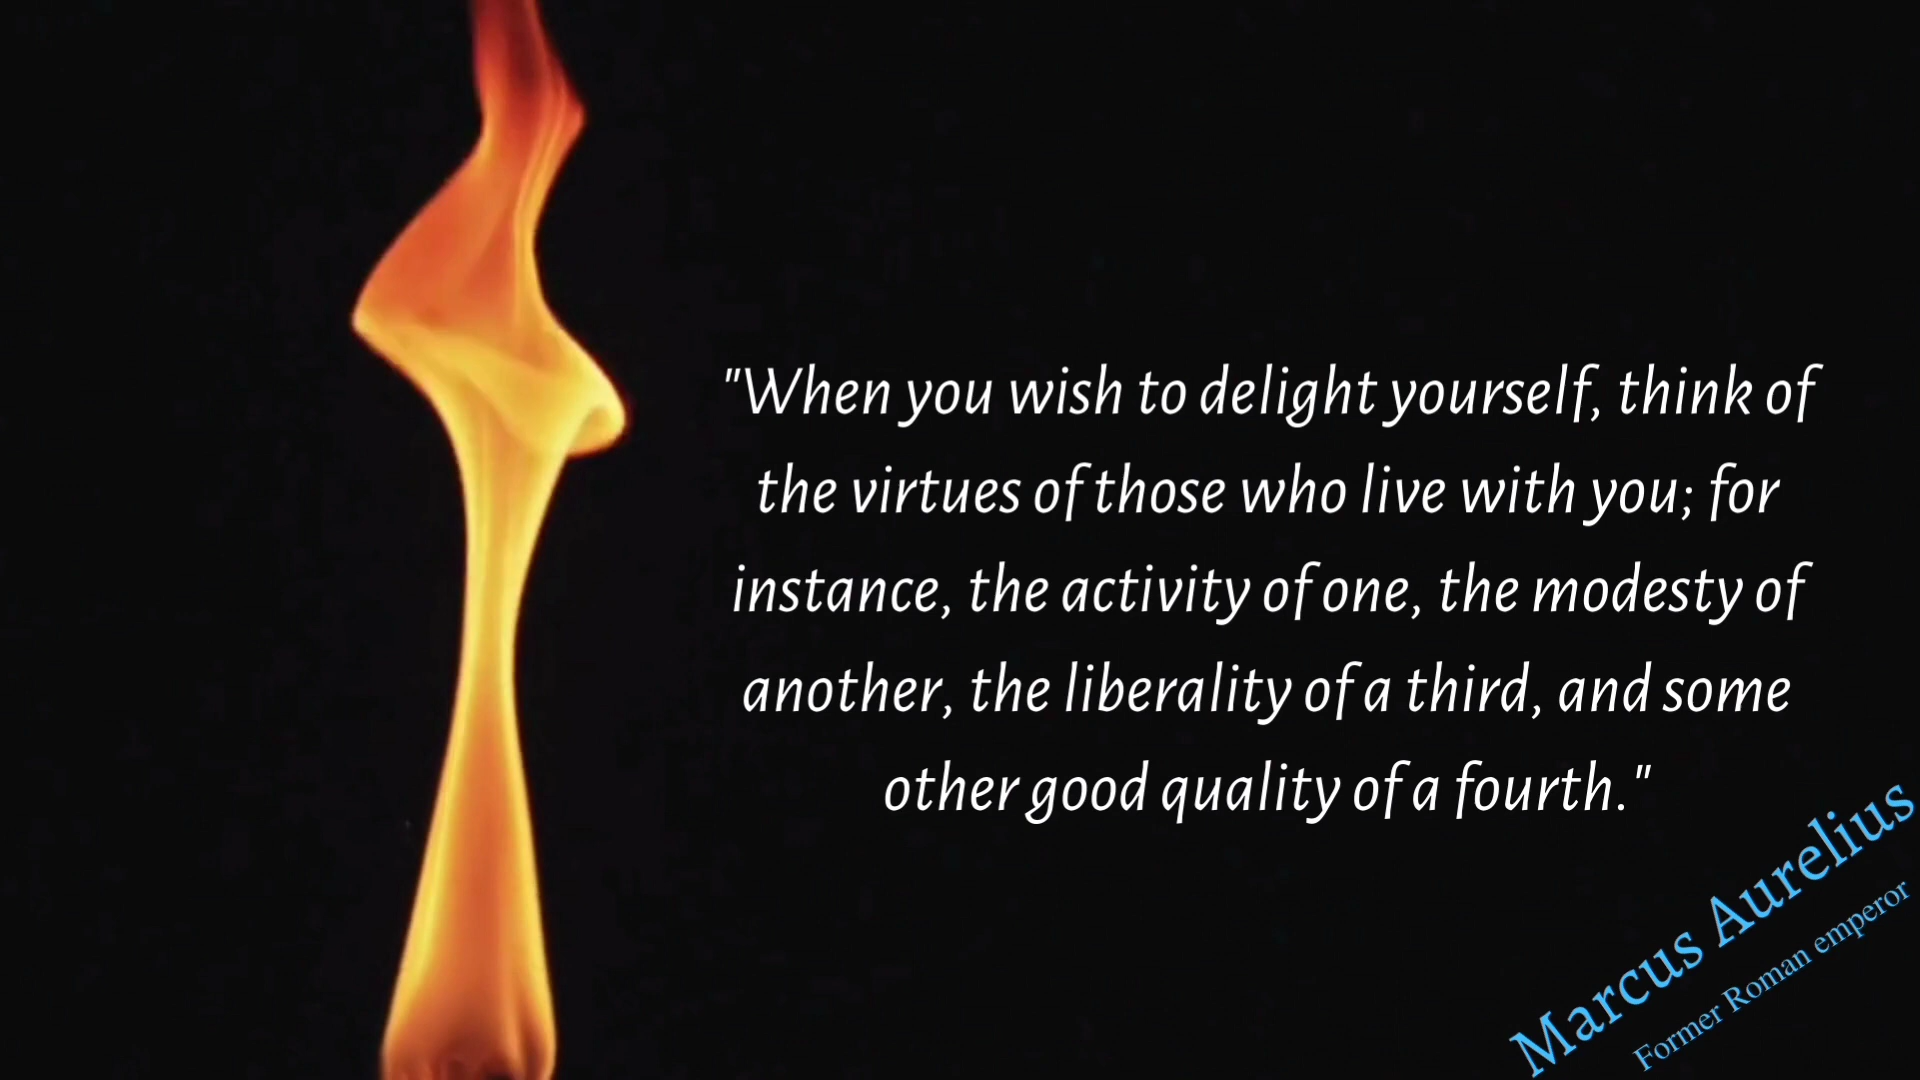 "When you wish to delight yourself, think of
the virtues of those who live with you; for
instance, the activity of one, the modesty of
another, the liberality of a third, and some
other good quality of a fourth."
Marcus Aurelius
Former Roman emperor